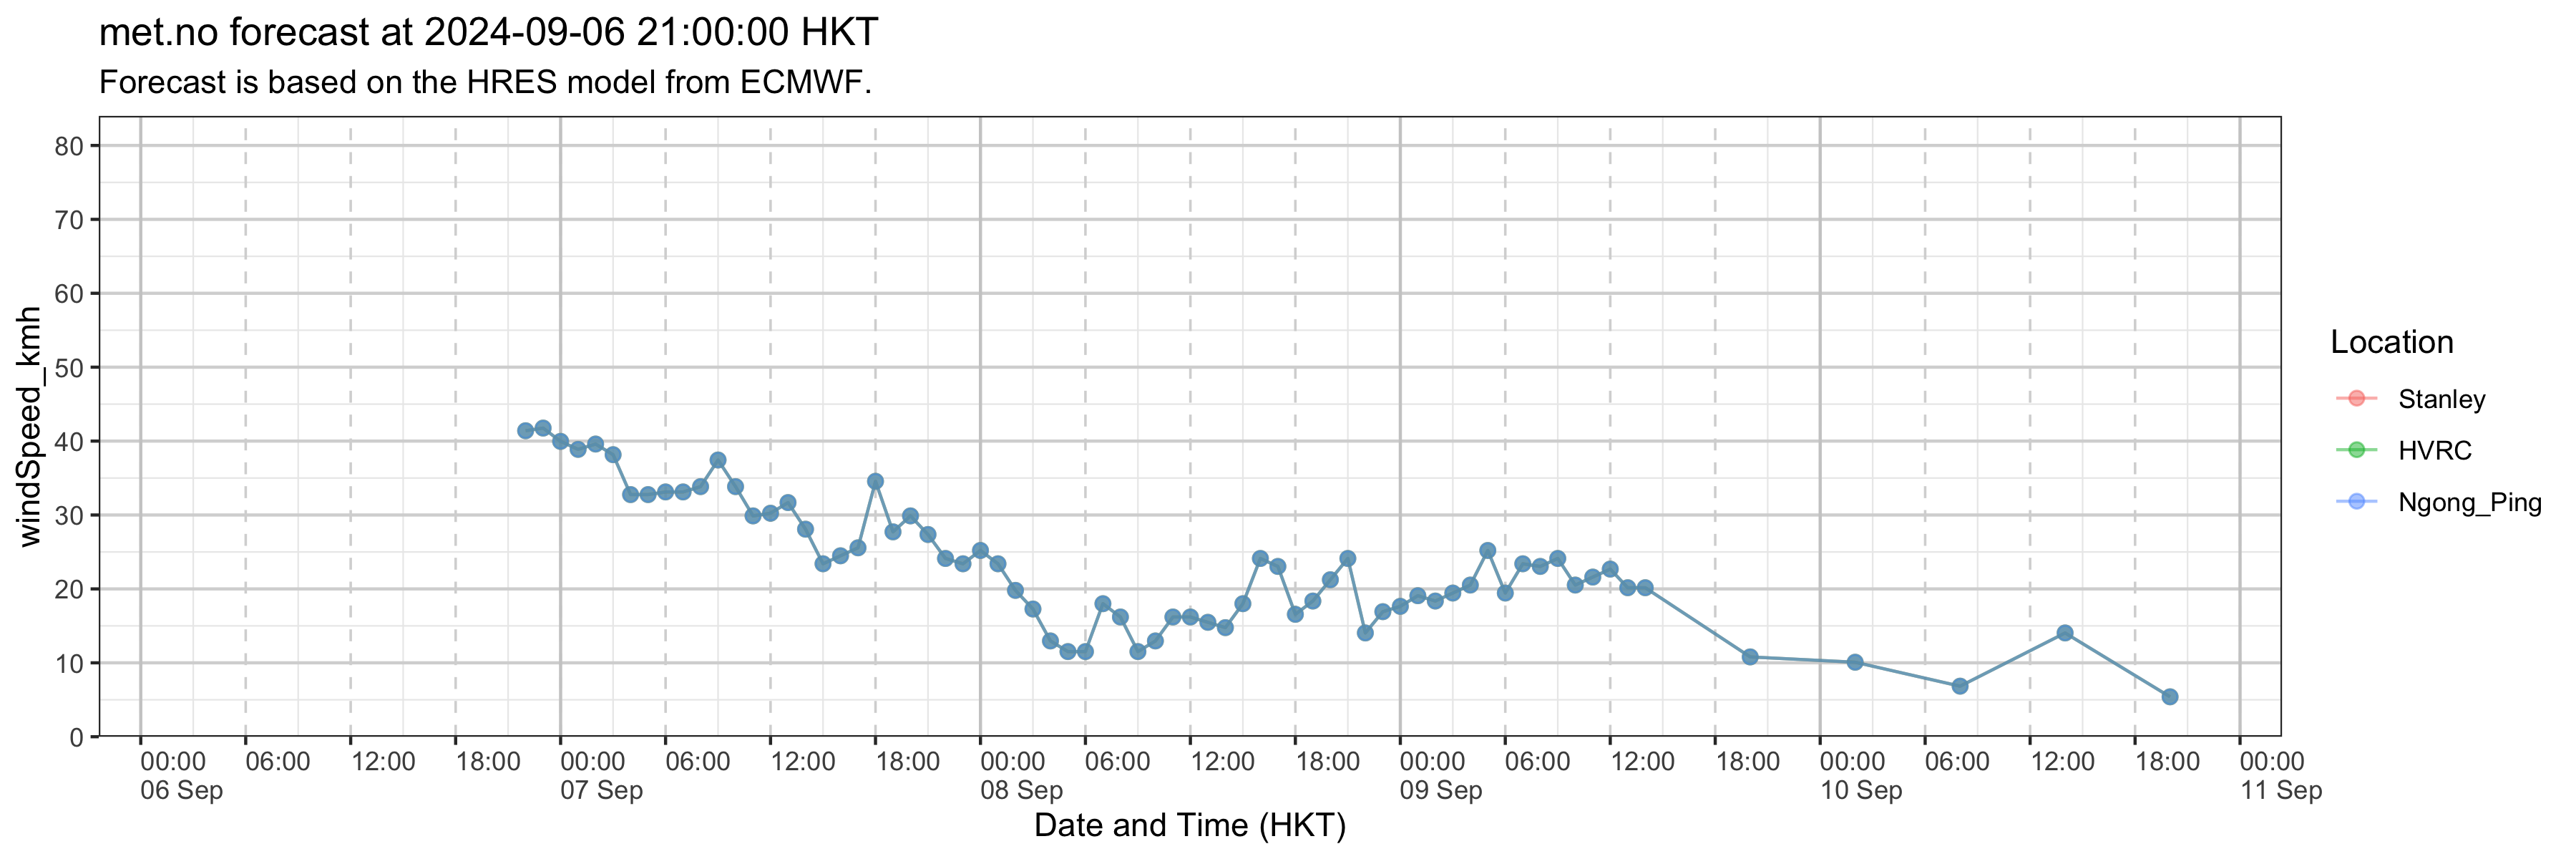 met.no forecast at 2024-09-06 21:00:00 HKT
Forecast is based on the HRES model from ECMWF.
windSpeed_kmh
80
70
60
50
40
30
20
10
0
00:00 06:00 12:00 18:00 00:00 06:00 12:00 18:00 00:00 06:00 12:00 18:00 00:00 06:00 12:00 18:00 00:00 06:00 12:00 18:00 00:00
06 Sep 07 Sep 08 Sep 09 Sep 10 Sep 11 Sep
Date and Time (HKT)
Location
Stanley
HVRC
Ngong_Ping